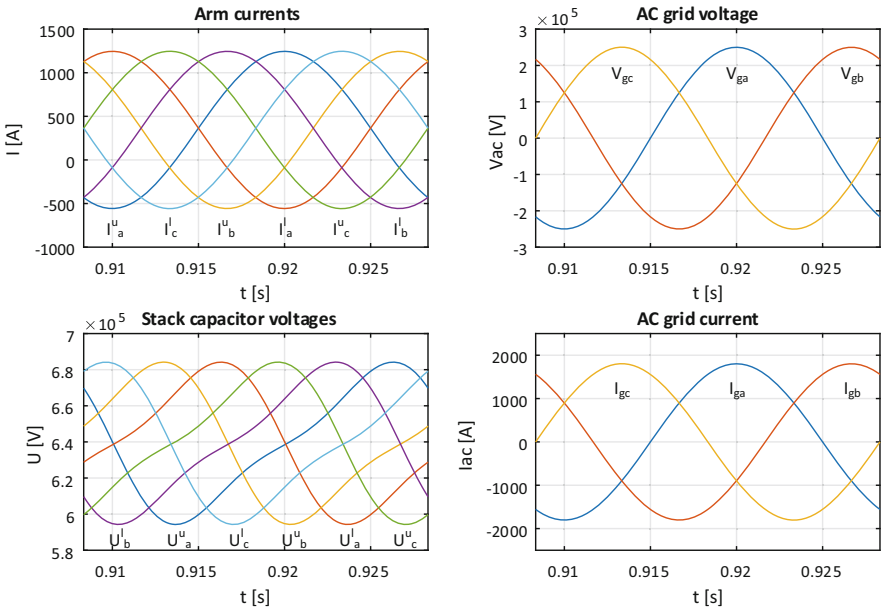 Arm currents
1500
1000
500
0
-500
-1000
I [A]
I^u_a I^l_c I^u_b I^l_a I^u_c I^l_b
0.91 0.915 0.92 0.925
t [s]
AC grid voltage
× 10^5
3
2
1
0
-1
-2
-3
Vac [V]
V_gc V_ga V_gb
0.91 0.915 0.92 0.925
t [s]
Stack capacitor voltages
× 10^5
7
6.8
6.6
6.4
6.2
6
5.8
U [V]
U^l_b U^u_a U^l_c U^u_b U^l_a U^u_c
0.91 0.915 0.92 0.925
t [s]
AC grid current
2000
1000
0
-1000
-2000
Iac [A]
I_gc I_ga I_gb
0.91 0.915 0.92 0.925
t [s]